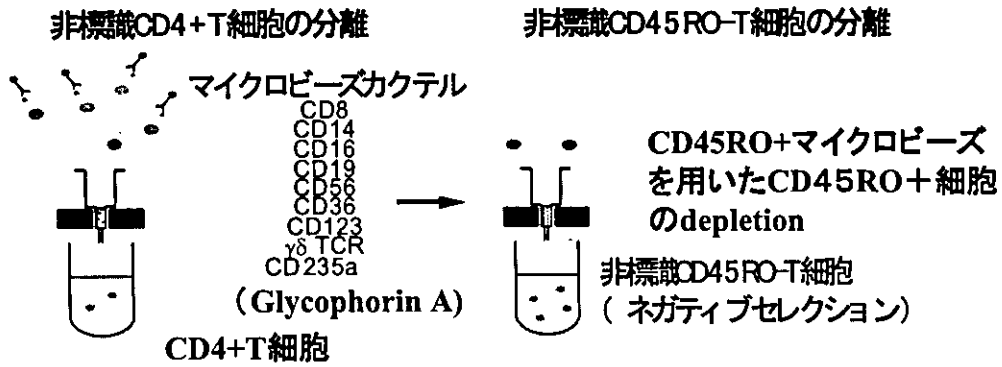 非標識CD4+T細胞の分離
マイクロビーズカクテル
CD8
CD14
CD16
CD19
CD56
CD36
CD123
γδ TCR
CD235a
（Glycophorin A)
CD4+T細胞
非標識CD45RO-T細胞の分離
CD45RO+マイクロビーズ
を用いたCD45RO＋細胞
のdepletion
非標識CD45RO-T細胞
（ ネガティブセレクション）